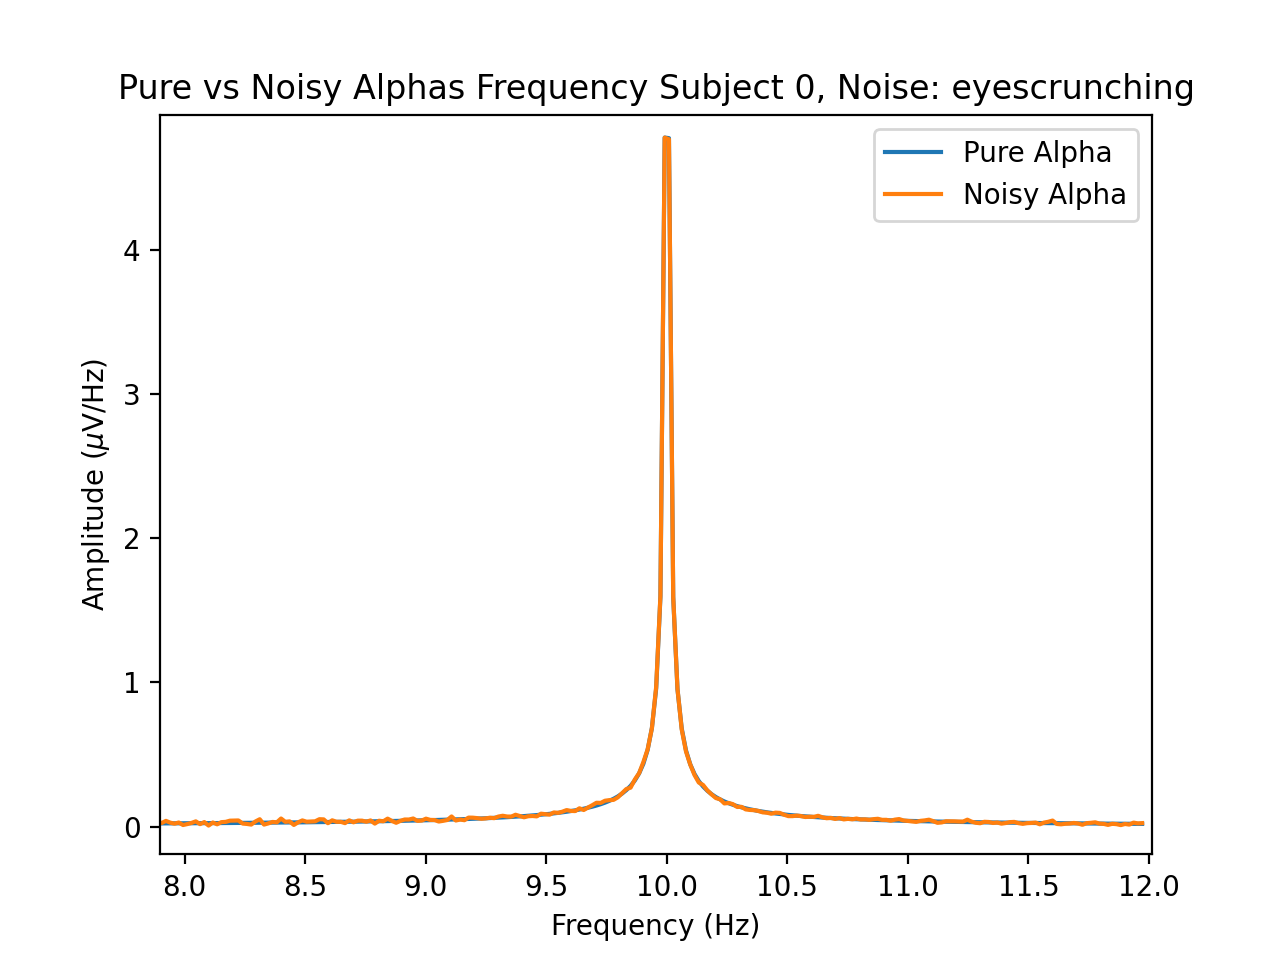 Pure vs Noisy Alphas Frequency Subject 0, Noise: eyescrunching
Pure Alpha
Noisy Alpha
Amplitude (μV/Hz)
4
3
2
1
0
8.0 8.5 9.0 9.5 10.0 10.5 11.0 11.5 12.0
Frequency (Hz)